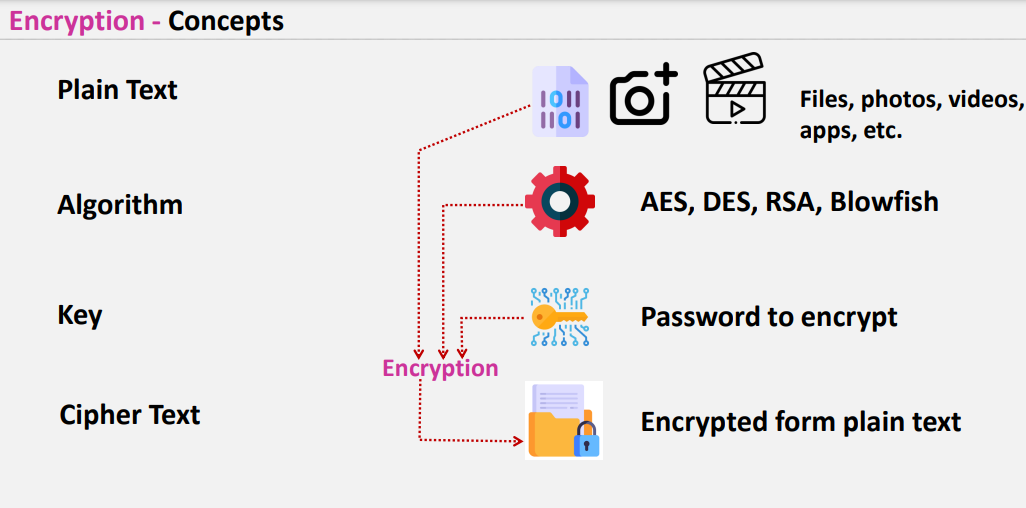 Encryption - Concepts
Plain Text
Files, photos, videos,
apps, etc.
Algorithm
AES, DES, RSA, Blowfish
Key
Password to encrypt
Encryption
Cipher Text
Encrypted form plain text